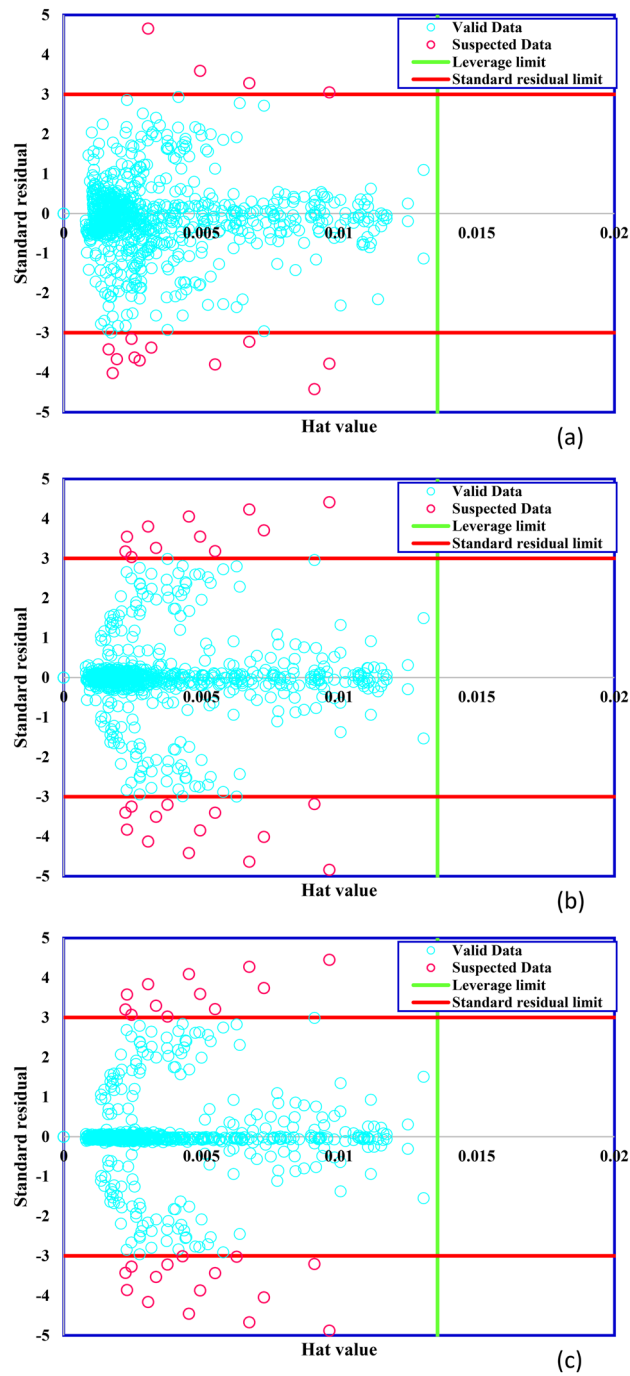 5
4
3
2
1
0
-1
-2
-3
-4
-5
Standard residual
Valid Data
Suspected Data
Leverage limit
Standard residual limit
0 0.005 0.01 0.015 0.02
Hat value
(a)
5
4
3
2
1
0
-1
-2
-3
-4
-5
Standard residual
Valid Data
Suspected Data
Leverage limit
Standard residual limit
0 0.005 0.01 0.015 0.02
Hat value
(b)
5
4
3
2
1
0
-1
-2
-3
-4
-5
Standard residual
Valid Data
Suspected Data
Leverage limit
Standard residual limit
0 0.005 0.01 0.015 0.02
Hat value
(c)